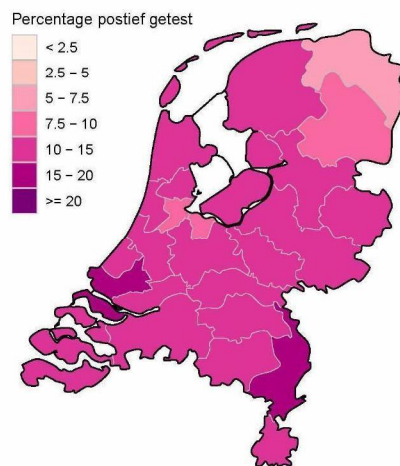 Percentage postief getest
< 2.5
2.5 – 5
5 – 7.5
7.5 – 10
10 – 15
15 – 20
>= 20